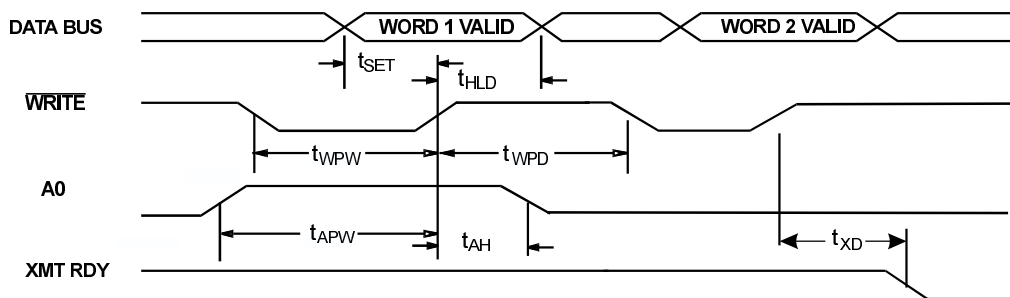 DATA BUS WORD 1 VALID WORD 2 VALID
tSET
tHLD
WRITE
tWPW tWPD
A0
tAPW tAH tXD
XMT RDY